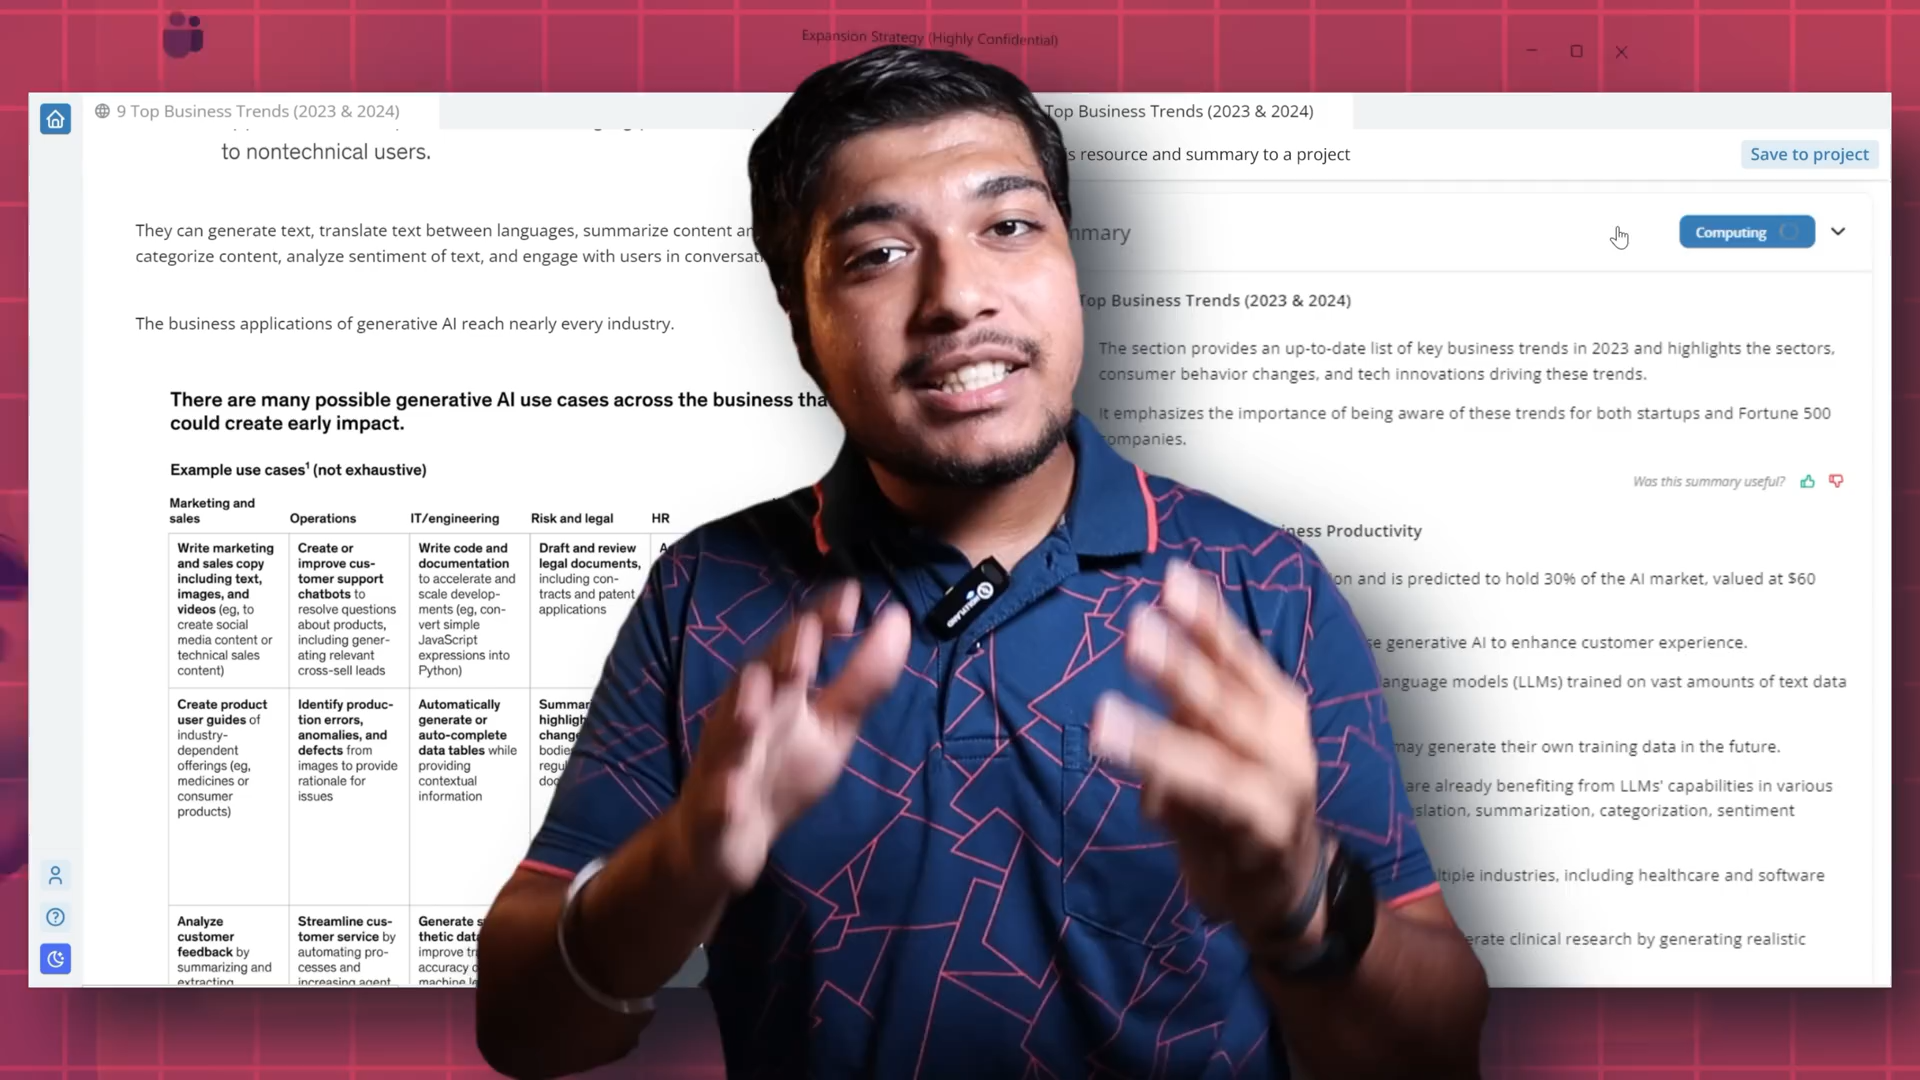 Expansion Strategy (Highly Confidential)
9 Top Business Trends (2023 & 2024)
to nontechnical users.
They can generate text, translate text between languages, summarize content
categorize content, analyze sentiment of text, and engage with users in
The business applications of generative AI reach nearly every industry.
There are many possible generative AI use cases across the business
could create early impact.
Example use cases¹ (not exhaustive)
Marketing and
sales
Operations
IT/engineering
Risk and legal
HR
Write marketing
and sales copy
including text,
images, and
videos (eg, to
create social
media content or
technical sales
content)
Create or
improve cus-
tomer support
chatbots to
resolve questions
about products,
including gener-
ating relevant
cross-sell leads
Write code and
documentation
to accelerate and
scale develop-
ments (eg, con-
vert simple
JavaScript
expressions into
Python)
Draft and review
legal documents,
including con-
tracts and patent
applications
Create product
user guides of
industry-
dependent
offerings (eg,
medicines or
consumer
products)
Identify produc-
tion errors,
anomalies, and
defects from
images to provide
rationale for
issues
Automatically
generate or
auto-complete
data tables while
providing
contextual
information
Analyze
customer
feedback by
summarizing and
extracting
Streamline cus-
tomer service by
automating pro-
cesses and
increasing agent
Generate
thetic
improve
accuracy
machine
Top Business Trends (2023 & 2024)
resource and summary to a project
Save to project
Computing
Top Business Trends (2023 & 2024)
The section provides an up-to-date list of key business trends in 2023 and highlights the sectors,
consumer behavior changes, and tech innovations driving these trends.
It emphasizes the importance of being aware of these trends for both startups and Fortune 500
companies.
Was this summary useful?
Productivity
and is predicted to hold 30% of the AI market, valued at $60
generative AI to enhance customer experience.
language models (LLMs) trained on vast amounts of text data
may generate their own training data in the future.
are already benefiting from LLMs' capabilities in various
summarization, categorization, sentiment
industries, including healthcare and software
clinical research by generating realistic
HOLLYLAND